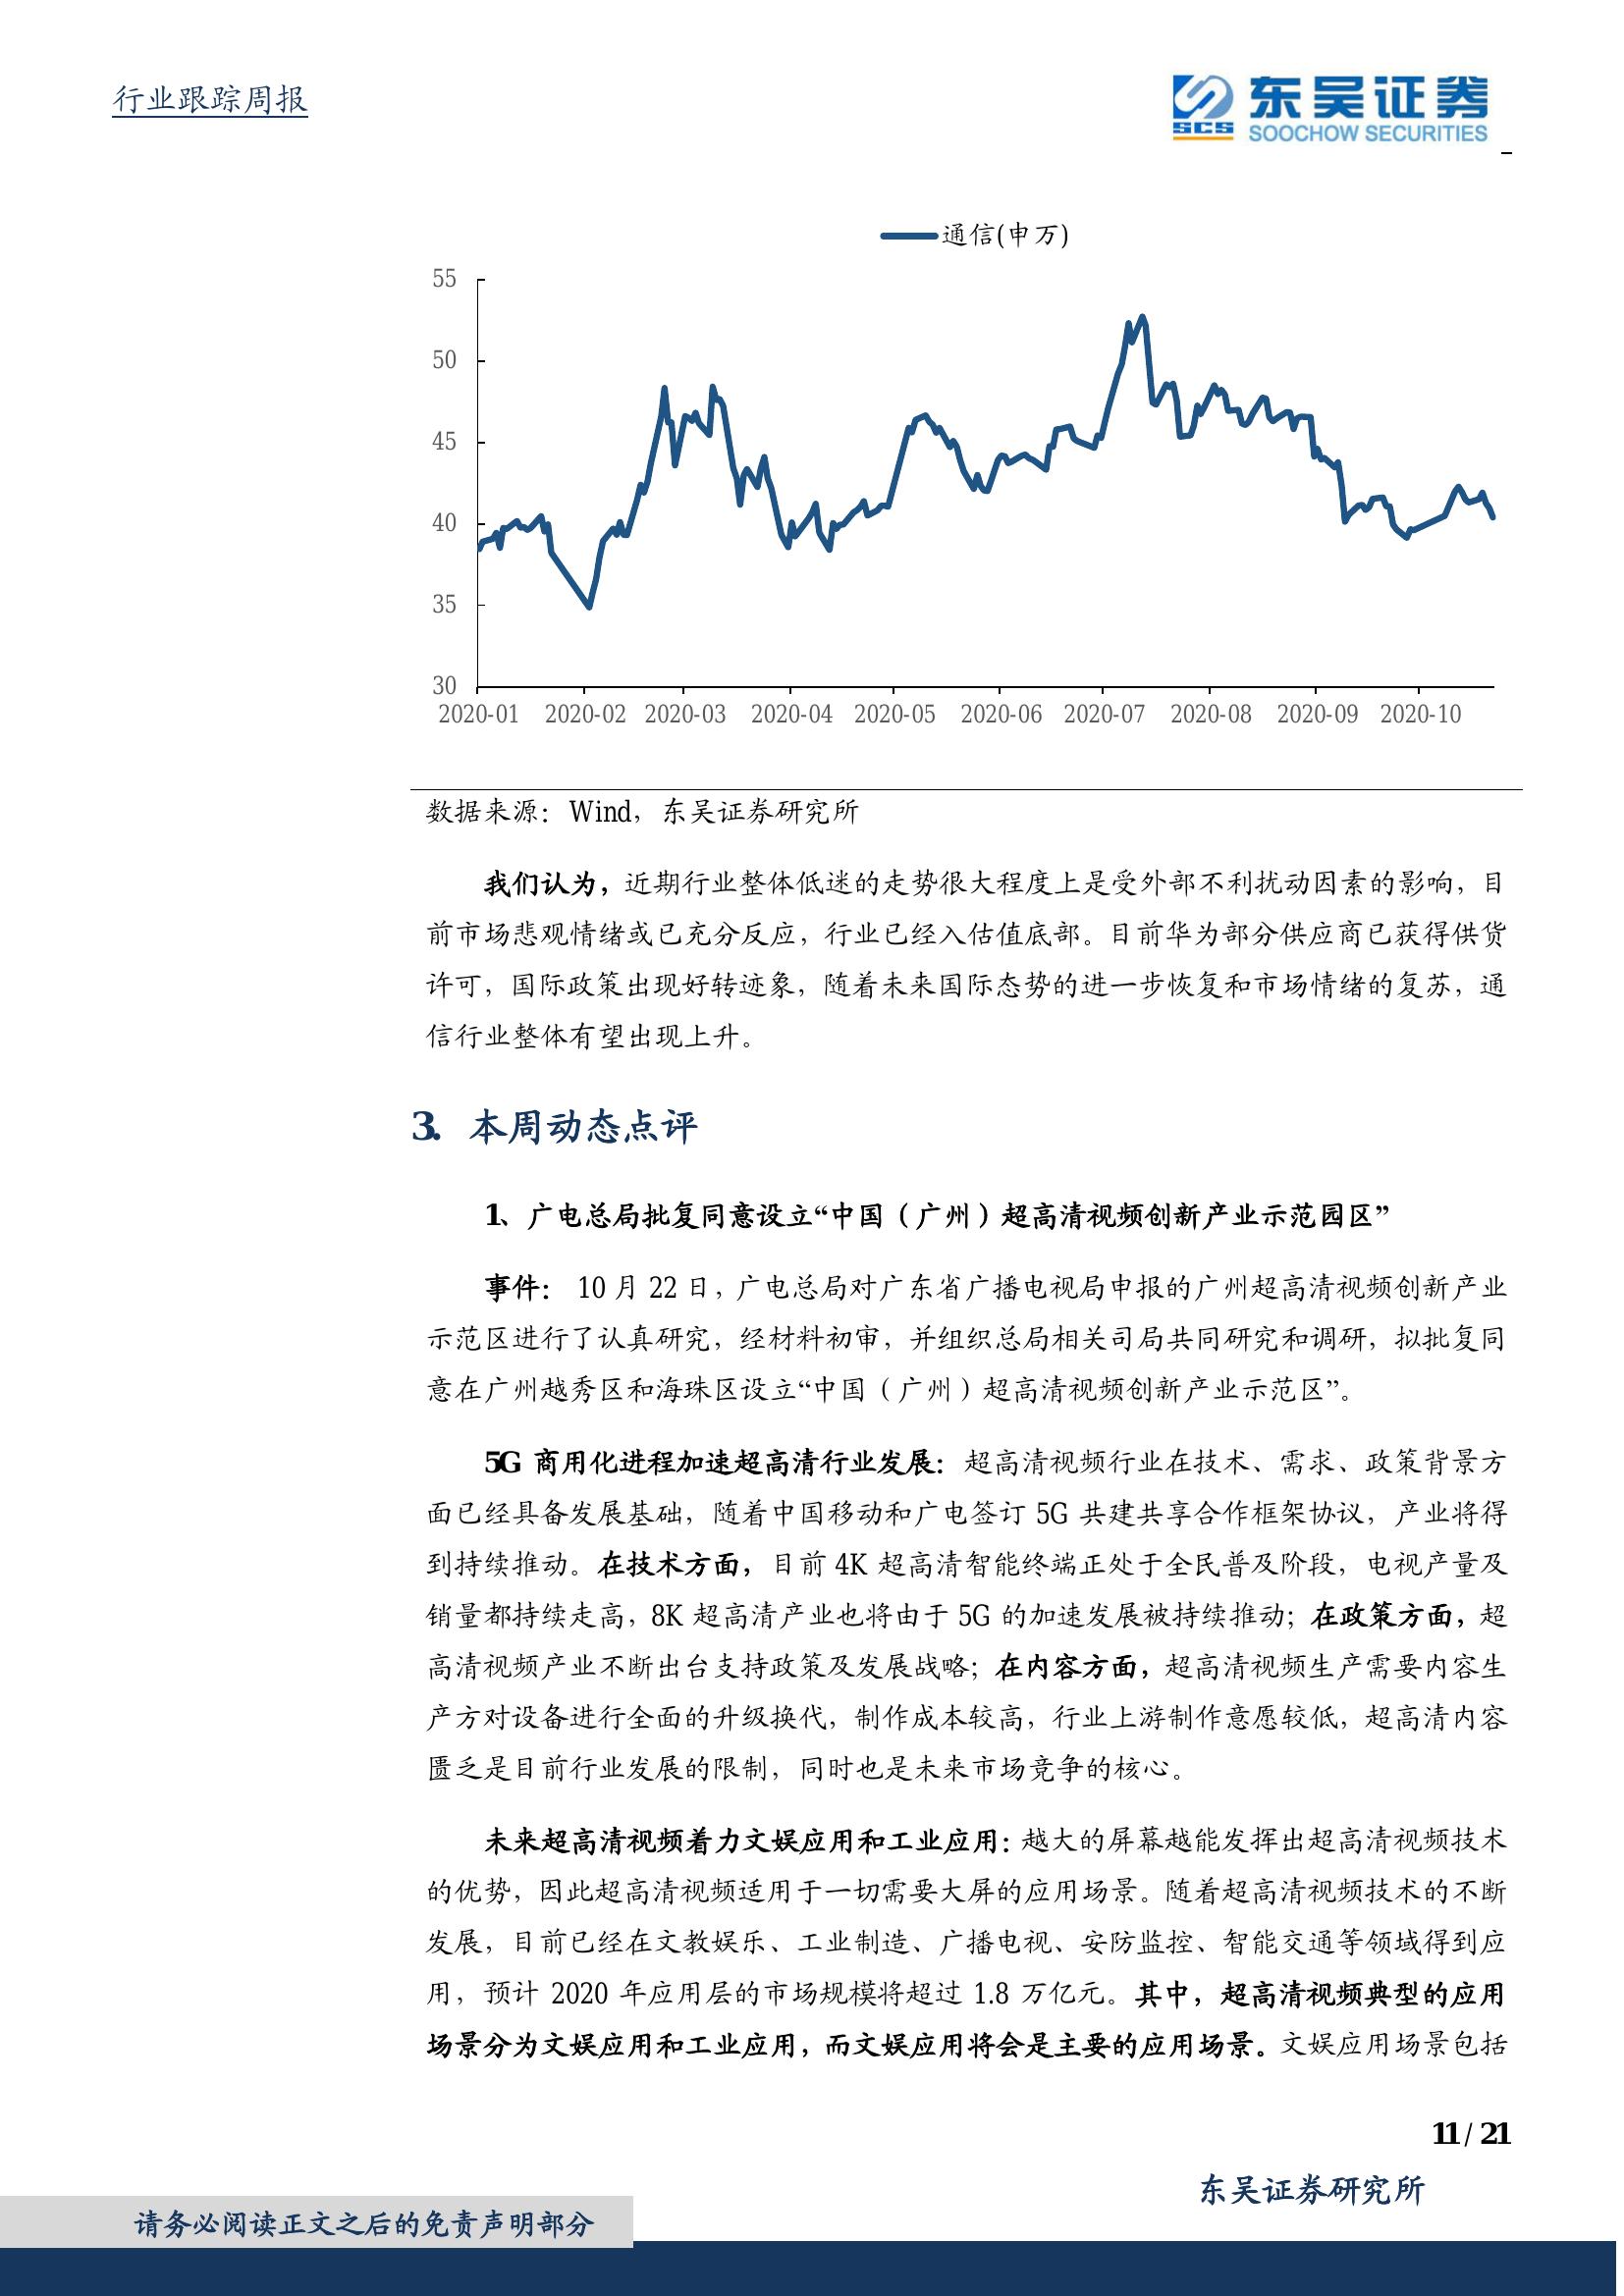 行业跟踪周报
东吴证券
SCS
SOOCHOW SECURITIES
通信(申万)
55
50
45
40
35
30
2020-01 2020-02 2020-03 2020-04 2020-05 2020-06 2020-07 2020-08 2020-09 2020-10
数据来源：Wind，东吴证券研究所
我们认为，近期行业整体低迷的走势很大程度上是受外部不利扰动因素的影响，目
前市场悲观情绪或已充分反应，行业已经入估值底部。目前华为部分供应商已获得供货
许可，国际政策出现好转迹象，随着未来国际态势的进一步恢复和市场情绪的复苏，通
信行业整体有望出现上升。
3. 本周动态点评
1、广电总局批复同意设立“中国（广州）超高清视频创新产业示范园区”
事件： 10 月 22 日，广电总局对广东省广播电视局申报的广州超高清视频创新产业
示范区进行了认真研究，经材料初审，并组织总局相关司局共同研究和调研，拟批复同
意在广州越秀区和海珠区设立“中国（广州）超高清视频创新产业示范区”。
5G 商用化进程加速超高清行业发展：超高清视频行业在技术、需求、政策背景方
面已经具备发展基础，随着中国移动和广电签订 5G 共建共享合作框架协议，产业将得
到持续推动。在技术方面，目前 4K 超高清智能终端正处于全民普及阶段，电视产量及
销量都持续走高，8K 超高清产业也将由于 5G 的加速发展被持续推动；在政策方面，超
高清视频产业不断出台支持政策及发展战略；在内容方面，超高清视频生产需要内容生
产方对设备进行全面的升级换代，制作成本较高，行业上游制作意愿较低，超高清内容
匮乏是目前行业发展的限制，同时也是未来市场竞争的核心。
未来超高清视频着力文娱应用和工业应用：越大的屏幕越能发挥出超高清视频技术
的优势，因此超高清视频适用于一切需要大屏的应用场景。随着超高清视频技术的不断
发展，目前已经在文教娱乐、工业制造、广播电视、安防监控、智能交通等领域得到应
用，预计 2020 年应用层的市场规模将超过 1.8 万亿元。其中，超高清视频典型的应用
场景分为文娱应用和工业应用，而文娱应用将会是主要的应用场景。文娱应用场景包括
11 / 21
东吴证券研究所
请务必阅读正文之后的免责声明部分